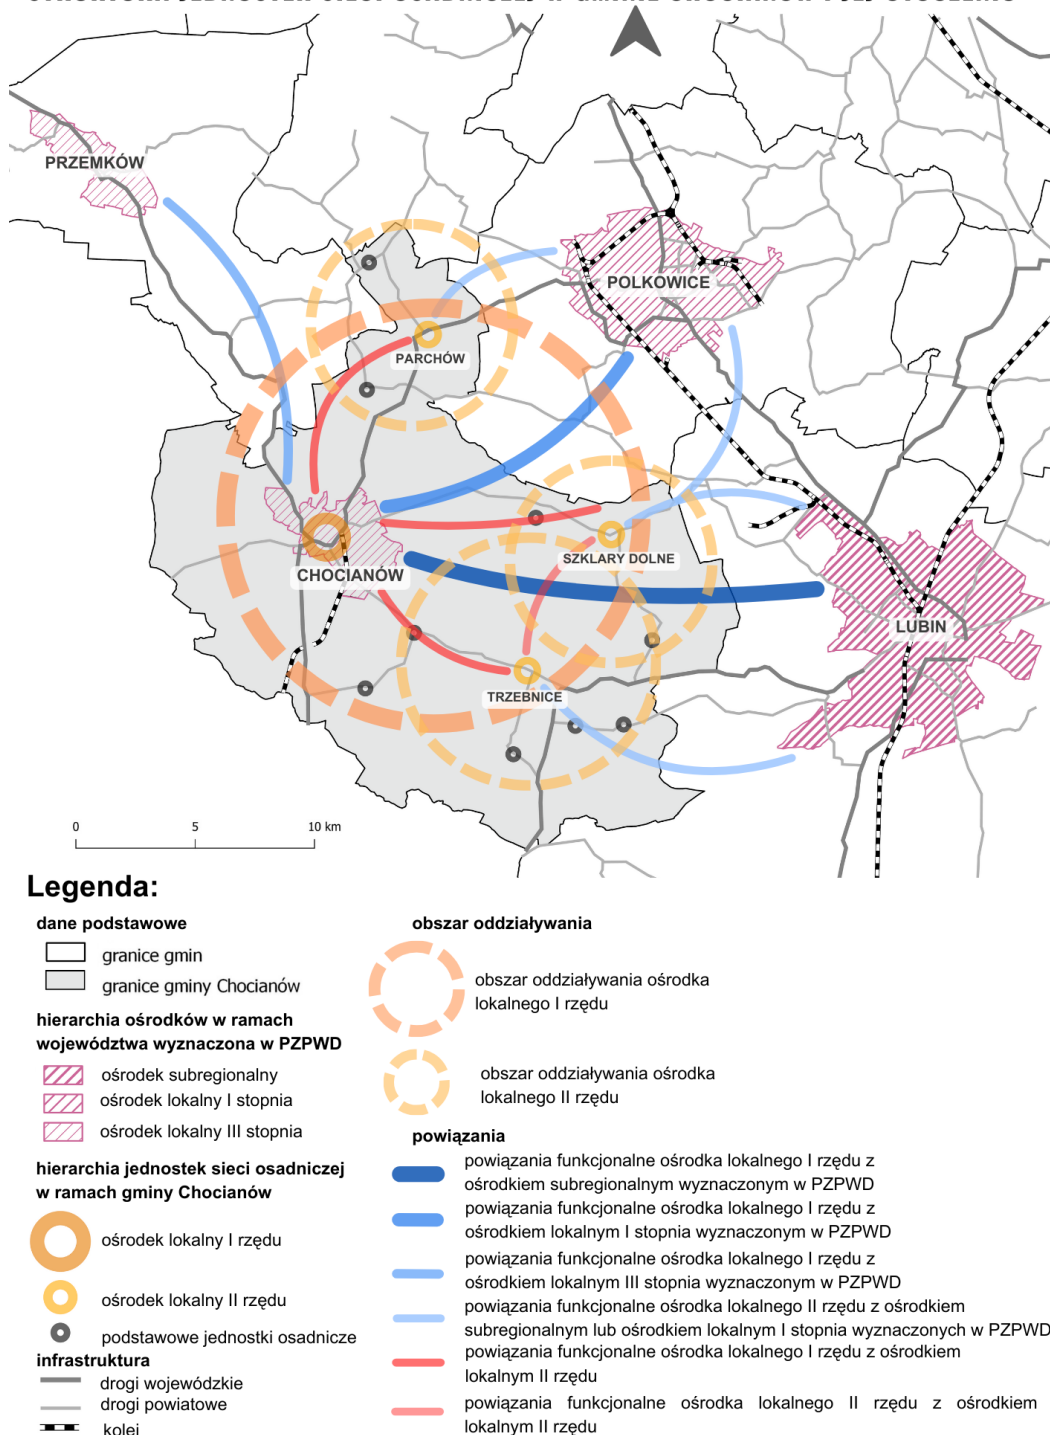 PRZEMKÓW
POLKOWICE
PARCHÓW
SZKLARY DOLNE
CHOCIANÓW
LUBIN
TRZEBNICE
0 5 10 km
Legenda:
dane podstawowe
granice gmin
granice gminy Chocianów
hierarchia ośrodków w ramach
województwa wyznaczona w PZPWD
ośrodek subregionalny
ośrodek lokalny I stopnia
ośrodek lokalny III stopnia
hierarchia jednostek sieci osadniczej
w ramach gminy Chocianów
ośrodek lokalny I rzędu
ośrodek lokalny II rzędu
podstawowe jednostki osadnicze
infrastruktura
drogi wojewódzkie
drogi powiatowe
kolej
obszar oddziaływania
obszar oddziaływania ośrodka
lokalnego I rzędu
obszar oddziaływania ośrodka
lokalnego II rzędu
powiązania
powiązania funkcjonalne ośrodka lokalnego I rzędu z
ośrodkiem subregionalnym wyznaczonym w PZPWD
powiązania funkcjonalne ośrodka lokalnego I rzędu z
ośrodkiem lokalnym I stopnia wyznaczonym w PZPWD
powiązania funkcjonalne ośrodka lokalnego I rzędu z
ośrodkiem lokalnym III stopnia wyznaczonym w PZPWD
powiązania funkcjonalne ośrodka lokalnego II rzędu z ośrodkiem
subregionalnym lub ośrodkiem lokalnym I stopnia wyznaczonych w PZPWD
powiązania funkcjonalne ośrodka lokalnego I rzędu z ośrodkiem
lokalnym II rzędu
powiązania funkcjonalne ośrodka lokalnego II rzędu z ośrodkiem
lokalnym II rzędu